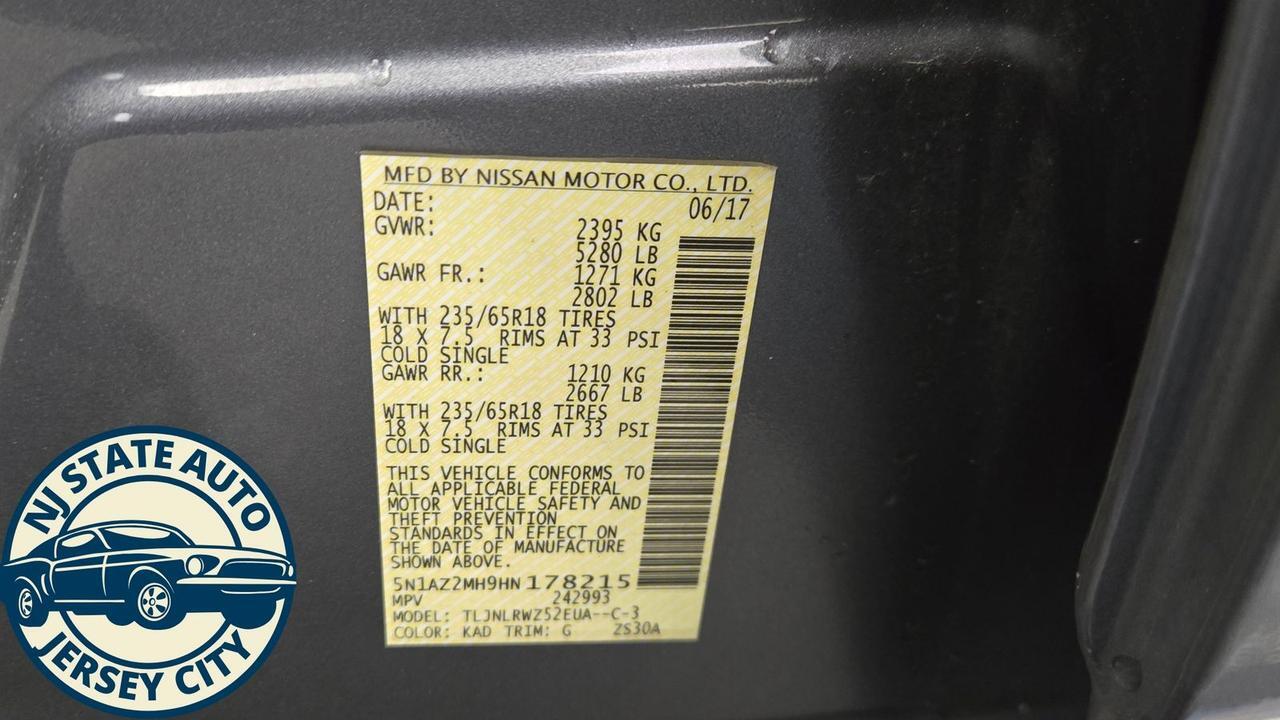 MFD BY NISSAN MOTOR CO., LTD.
DATE: 06/17
GVWR: 2395 KG
5280 LB
GAWR FR.: 1271 KG
2802 LB
WITH 235/65R18 TIRES
18 X 7.5 RIMS AT 33 PSI
COLD SINGLE
GAWR RR.: 1210 KG
2667 LB
WITH 235/65R18 TIRES
18 X 7.5 RIMS AT 33 PSI
COLD SINGLE
THIS VEHICLE CONFORMS TO
ALL APPLICABLE FEDERAL
MOTOR VEHICLE SAFETY AND
THEFT PREVENTION
STANDARDS IN EFFECT ON
THE DATE OF MANUFACTURE
SHOWN ABOVE.
5N1AZ2MH9HN178215
MPV 242993
MODEL: TLJNLRWZ52EUA--C-3
COLOR: KAD TRIM: G ZS30A
NJ STATE AUTO
JERSEY CITY